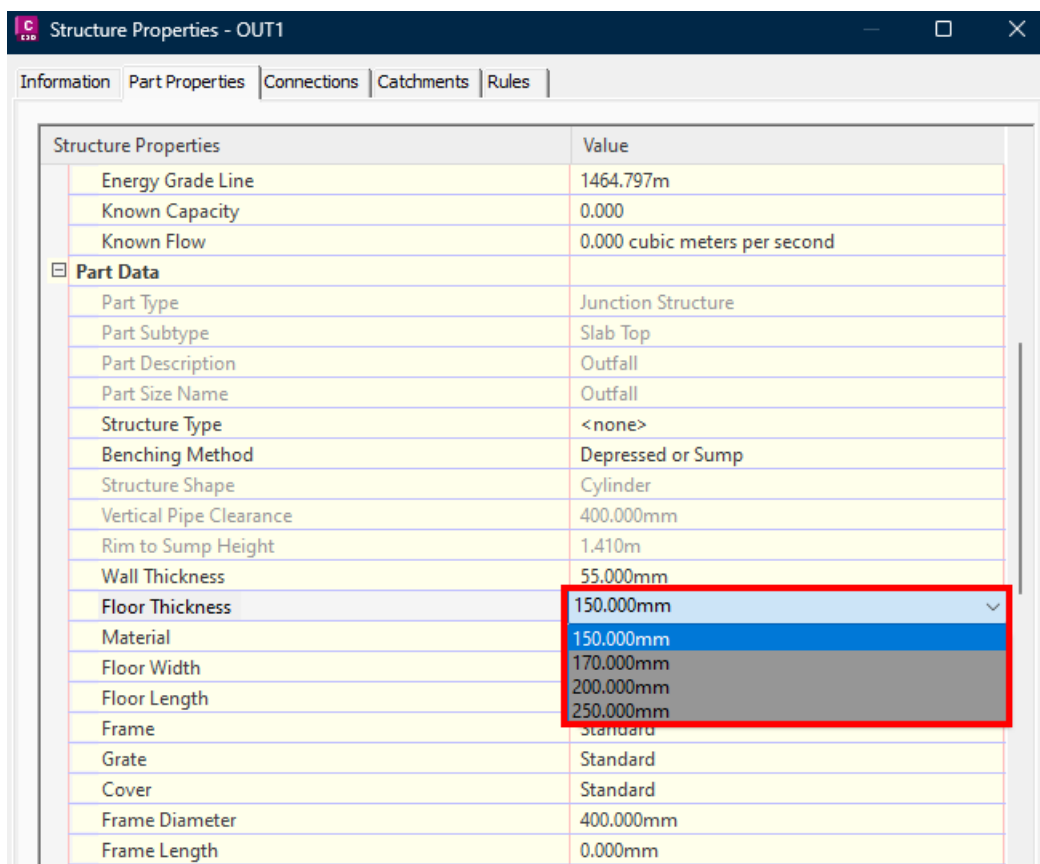 C
C3D
Structure Properties - OUT1
Information Part Properties Connections Catchments Rules
Structure Properties Value
Energy Grade Line 1464.797m
Known Capacity 0.000
Known Flow 0.000 cubic meters per second
Part Data
Part Type Junction Structure
Part Subtype Slab Top
Part Description Outfall
Part Size Name Outfall
Structure Type <none>
Benching Method Depressed or Sump
Structure Shape Cylinder
Vertical Pipe Clearance 400.000mm
Rim to Sump Height 1.410m
Wall Thickness 55.000mm
Floor Thickness 150.000mm
Material 150.000mm
Floor Width 170.000mm
200.000mm
Floor Length 250.000mm
Frame Standard
Grate Standard
Cover Standard
Frame Diameter 400.000mm
Frame Length 0.000mm